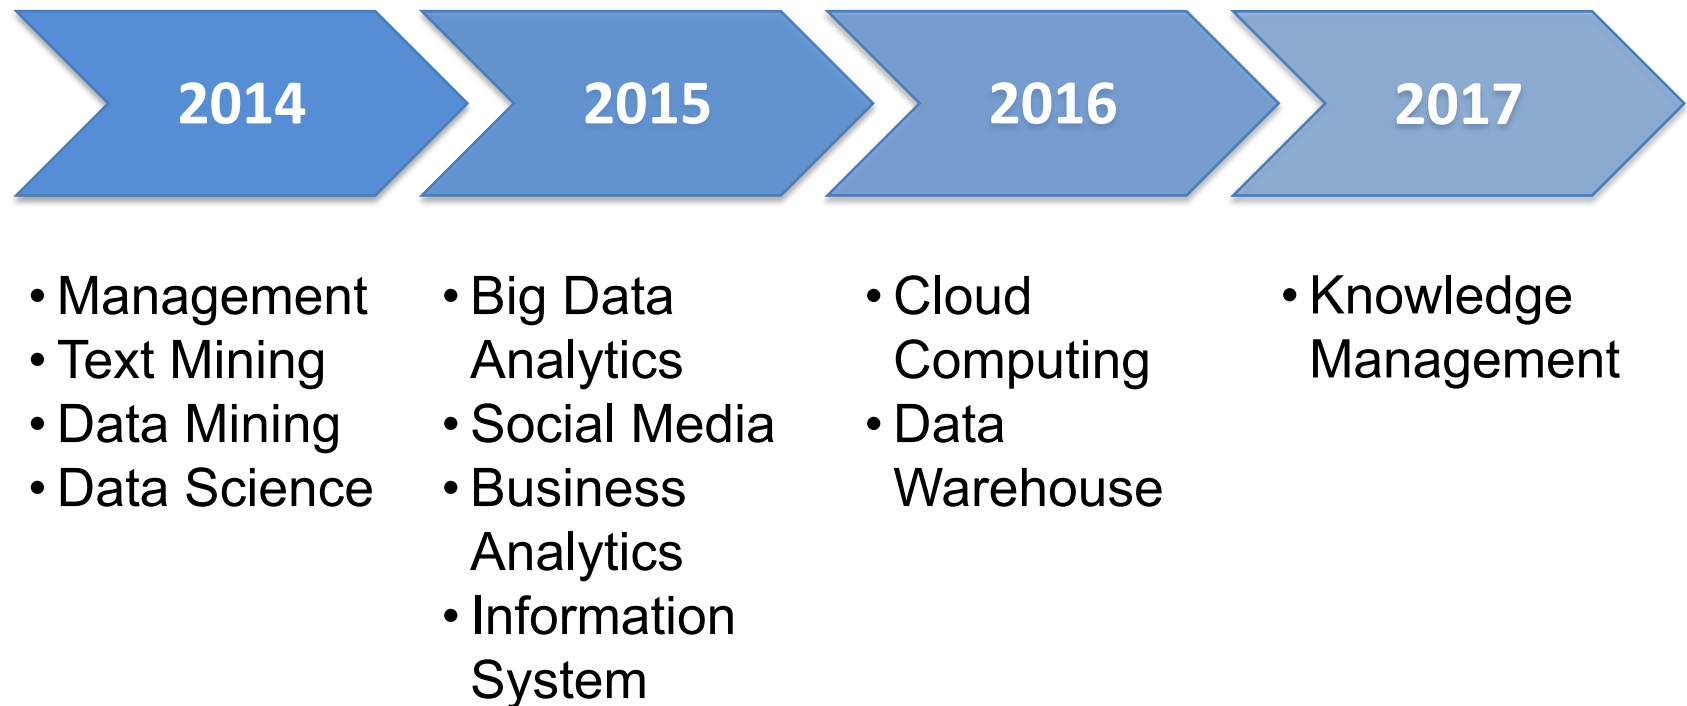 2014
2015
2016
2017
• Management
• Text Mining
• Data Mining
• Data Science
• Big Data
Analytics
• Social Media
• Business
Analytics
• Information
System
• Cloud
Computing
• Data
Warehouse
• Knowledge
Management